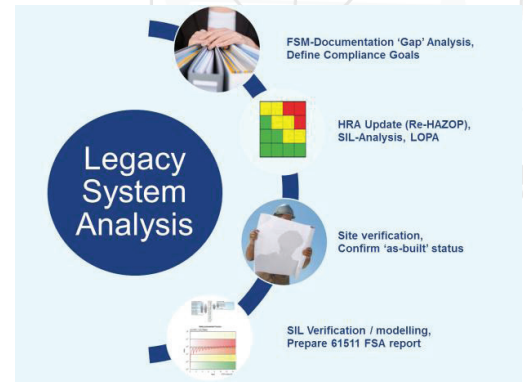 FSM-Documentation 'Gap' Analysis,
Define Compliance Goals
HRA Update (Re-HAZOP),
SIL-Analysis, LOPA
Legacy
System
Analysis
Site verification,
Confirm 'as-built' status
SIL Verification / modelling,
Prepare 61511 FSA report